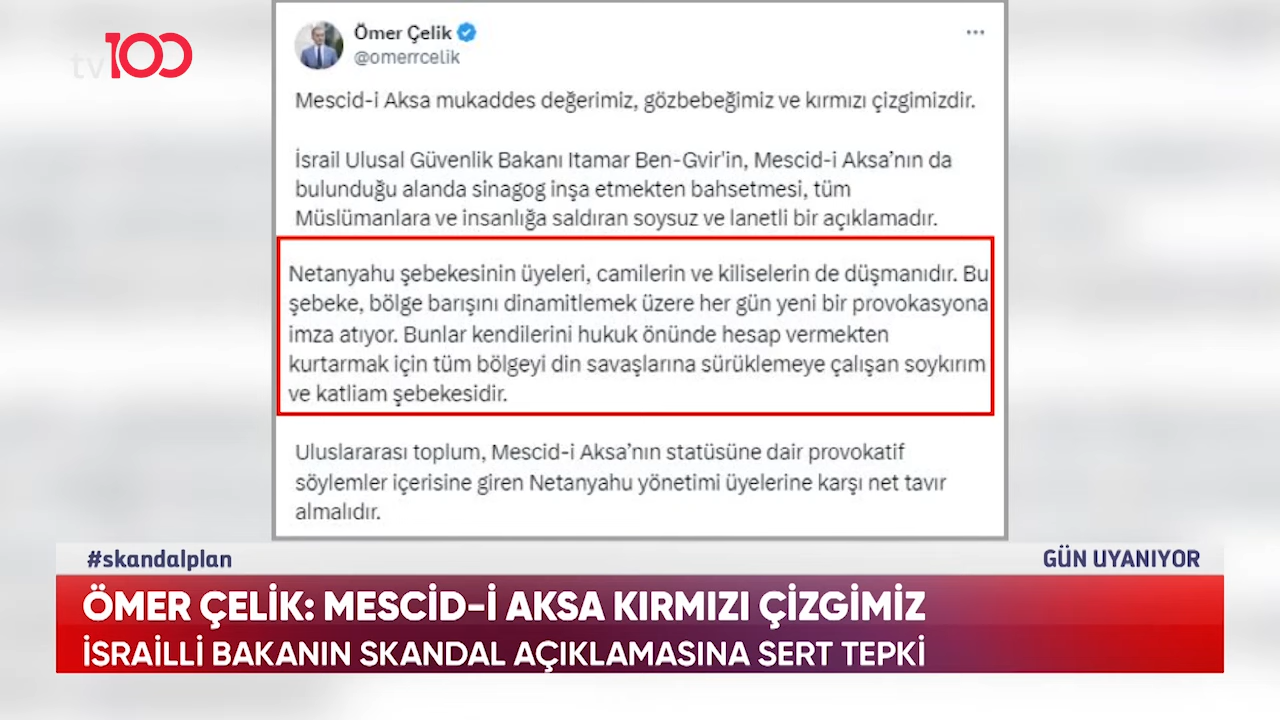 tv100
Ömer Çelik
@omerrcelik
Mescid-i Aksa mukaddes değerimiz, gözbebeğimiz ve kırmızı çizgimizdir.
İsrail Ulusal Güvenlik Bakanı Itamar Ben-Gvir'in, Mescid-i Aksa’nın da
bulunduğu alanda sinagog inşa etmekten bahsetmesi, tüm
Müslümanlara ve insanlığa saldıran soysuz ve lanetli bir açıklamadır.
Netanyahu şebekesinin üyeleri, camilerin ve kiliselerin de düşmanıdır. Bu
şebeke, bölge barışını dinamitlemek üzere her gün yeni bir provokasyona
imza atıyor. Bunlar kendilerini hukuk önünde hesap vermekten
kurtarmak için tüm bölgeyi din savaşlarına sürüklemeye çalışan soykırım
ve katliam şebekesidir.
Uluslararası toplum, Mescid-i Aksa’nın statüsüne dair provokatif
söylemler içerisine giren Netanyahu yönetimi üyelerine karşı net tavır
almalıdır.
#skandalplan
GÜN UYANIYOR
ÖMER ÇELİK: MESCİD-İ AKSA KIRMIZI ÇİZGİMİZ
İSRAİLLİ BAKANIN SKANDAL AÇIKLAMASINA SERT TEPKİ